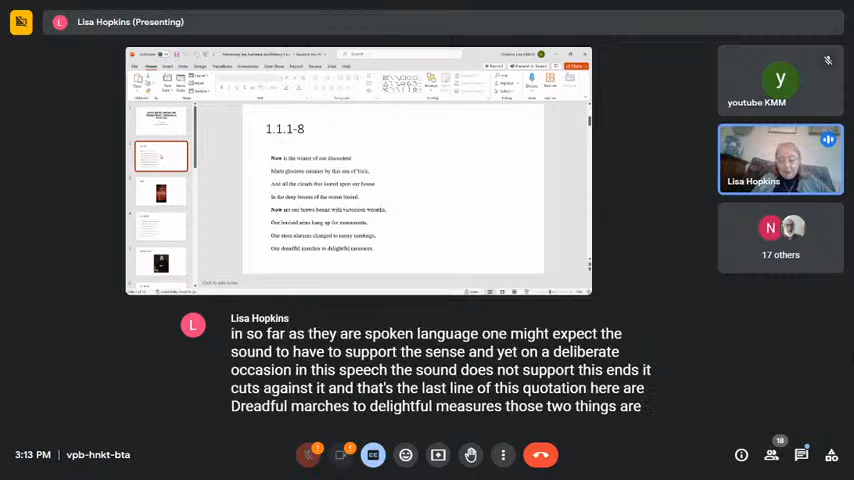 Lisa Hopkins (Presenting)
1.1.1-8
Now is the winter of our discontent
Made glorious summer by this son of York,
And all the clouds that loured upon our house
In the deep bosom of the ocean buried.
Now are our brows bound with victorious wreaths,
Our bruised arms hung up for monuments,
Our stern alarums changed to merry meetings,
Our dreadful marches to delightful measures.
Click to add notes
y
youtube KMM
Lisa Hopkins
N
17 others
L
Lisa Hopkins
in so far as they are spoken language one might expect the
sound to have to support the sense and yet on a deliberate
occasion in this speech the sound does not support this ends it
cuts against it and that's the last line of this quotation here are
Dreadful marches to delightful measures those two things are
3:13 PM | vpb-hnkt-bta
CC
18